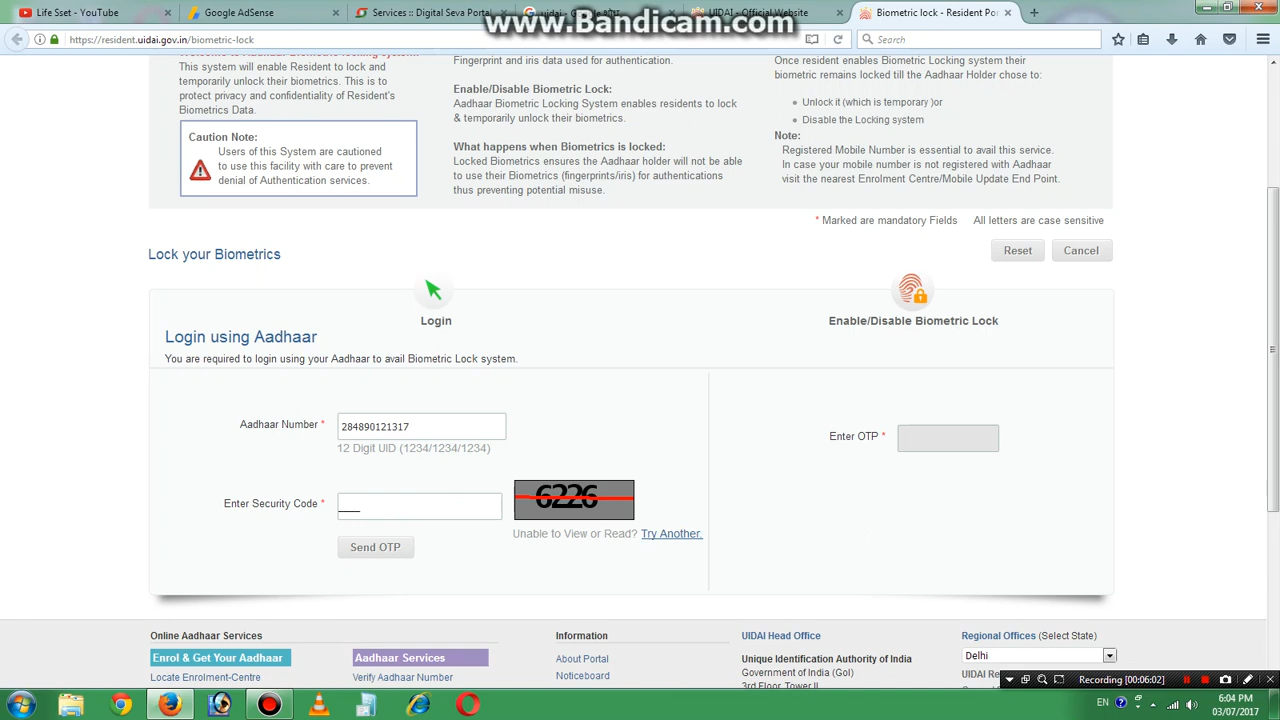 Life Sset - YouTube
Google AdSense
Services :: Digital Seva Portal
UIDAI - Official Website
Biometric lock - Resident Po
www.Bandicam.com
https://resident.uidai.gov.in/biometric-lock
Search
This system will enable Resident to lock and temporarily unlock their biometrics. This is to protect privacy and confidentiality of Resident's Biometrics Data.
Caution Note:
Users of this System are cautioned
to use this facility with care to prevent
denial of Authentication services.
Fingerprint and iris data used for authentication.
Enable/Disable Biometric Lock:
Aadhaar Biometric Locking System enables residents to lock
& temporarily unlock their biometrics.
What happens when Biometrics is locked:
Locked Biometrics ensures the Aadhaar holder will not be able
to use their Biometrics (fingerprints/iris) for authentications
thus preventing potential misuse.
Once resident enables Biometric Locking system their
biometric remains locked till the Aadhaar Holder chose to:
Unlock it (which is temporary )or
Disable the Locking system
Note:
Registered Mobile Number is essential to avail this service.
In case your mobile number is not registered with Aadhaar
visit the nearest Enrolment Centre/Mobile Update End Point.
* Marked are mandatory Fields All letters are case sensitive
Lock your Biometrics
Reset Cancel
Login
Enable/Disable Biometric Lock
Login using Aadhaar
You are required to login using your Aadhaar to avail Biometric Lock system.
Aadhaar Number * 284890121317
12 Digit UID (1234/1234/1234)
Enter OTP *
Enter Security Code * 6226
Unable to View or Read? Try Another.
Send OTP
Online Aadhaar Services
Enrol & Get Your Aadhaar
Aadhaar Services
Locate Enrolment-Centre
Verify Aadhaar Number
Information
About Portal
Noticeboard
UIDAI Head Office
Unique Identification Authority of India
Government of India (GoI)
3rd Floor, Tower II
Regional Offices (Select State)
Delhi
UIDAI Re
Recording [00:06:02]
EN
6:04 PM
03/07/2017